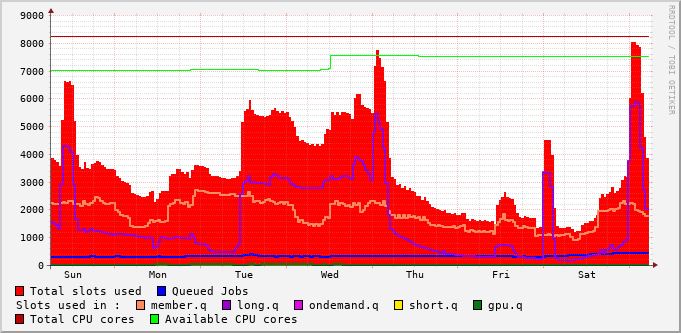 RRDTOOL / TOBI OETIKER
9000
8000
7000
6000
5000
4000
3000
2000
1000
0
Sun Mon Tue Wed Thu Fri Sat
Total slots used Queued Jobs
Slots used in : member.q long.q ondemand.q short.q gpu.q
Total CPU cores Available CPU cores